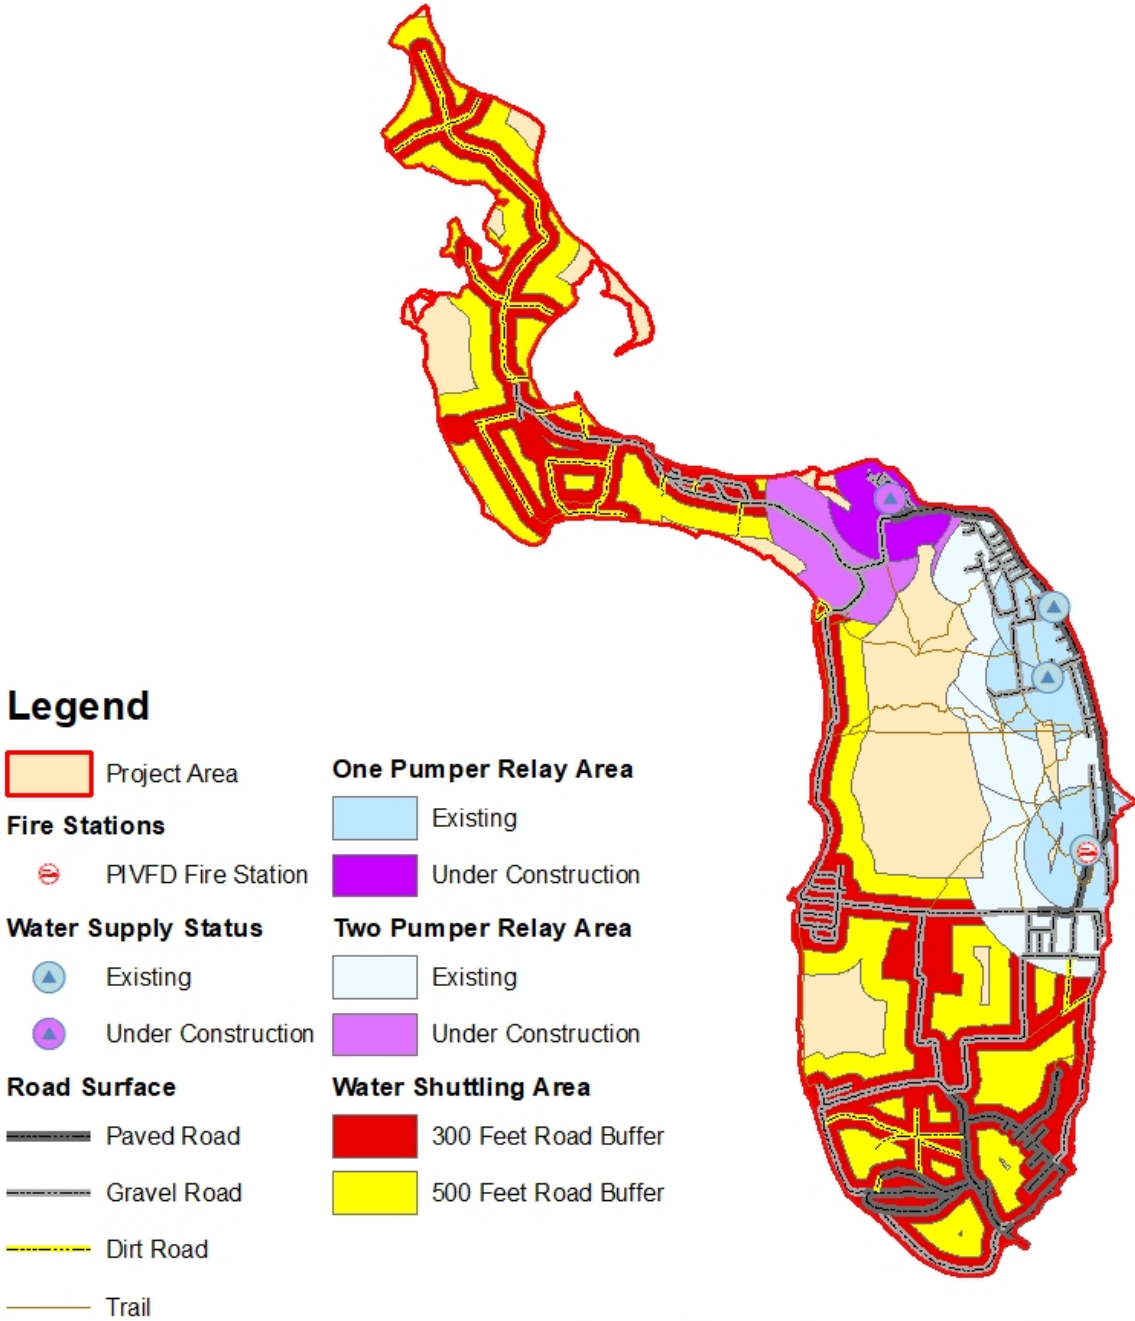 Legend
Project Area
Fire Stations
PIVFD Fire Station
Water Supply Status
Existing
Under Construction
Road Surface
Paved Road
Gravel Road
Dirt Road
Trail
One Pumper Relay Area
Existing
Under Construction
Two Pumper Relay Area
Existing
Under Construction
Water Shuttling Area
300 Feet Road Buffer
500 Feet Road Buffer